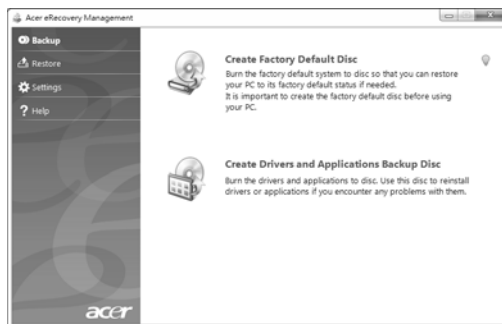 Acer eRecovery Management
Backup
Restore
Settings
Help
Create Factory Default Disc
Burn the factory default system to disc so that you can restore
your PC to its factory default status if needed.
It is important to create the factory default disc before using
your PC.
Create Drivers and Applications Backup Disc
Burn the drivers and applications to disc. Use this disc to reinstall
drivers or applications if you encounter any problems with them.
acer